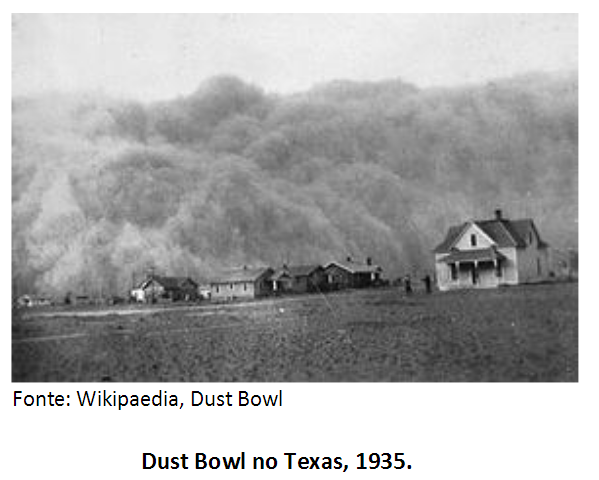 Fonte: Wikipaedia, Dust Bowl
Dust Bowl no Texas, 1935.